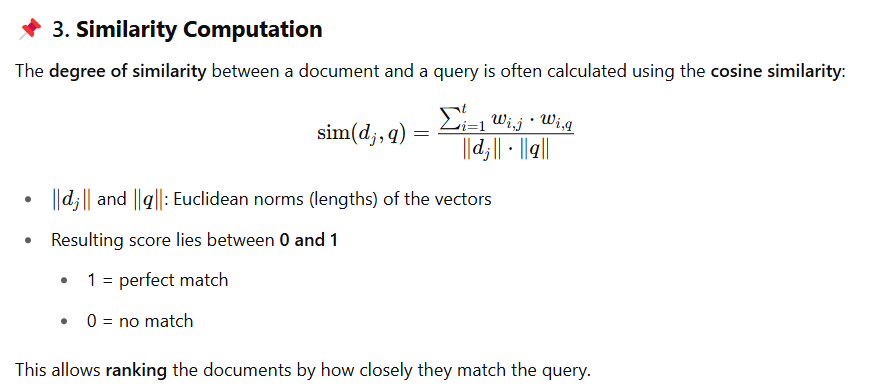 📌 3. Similarity Computation
The degree of similarity between a document and a query is often calculated using the cosine similarity:
sim(d_j, q) = \frac{\sum_{i=1}^{t} w_{i,j} \cdot w_{i,q}}{\|d_j\| \cdot \|q\|}
• ‖d_j‖ and ‖q‖: Euclidean norms (lengths) of the vectors
• Resulting score lies between 0 and 1
• 1 = perfect match
• 0 = no match
This allows ranking the documents by how closely they match the query.